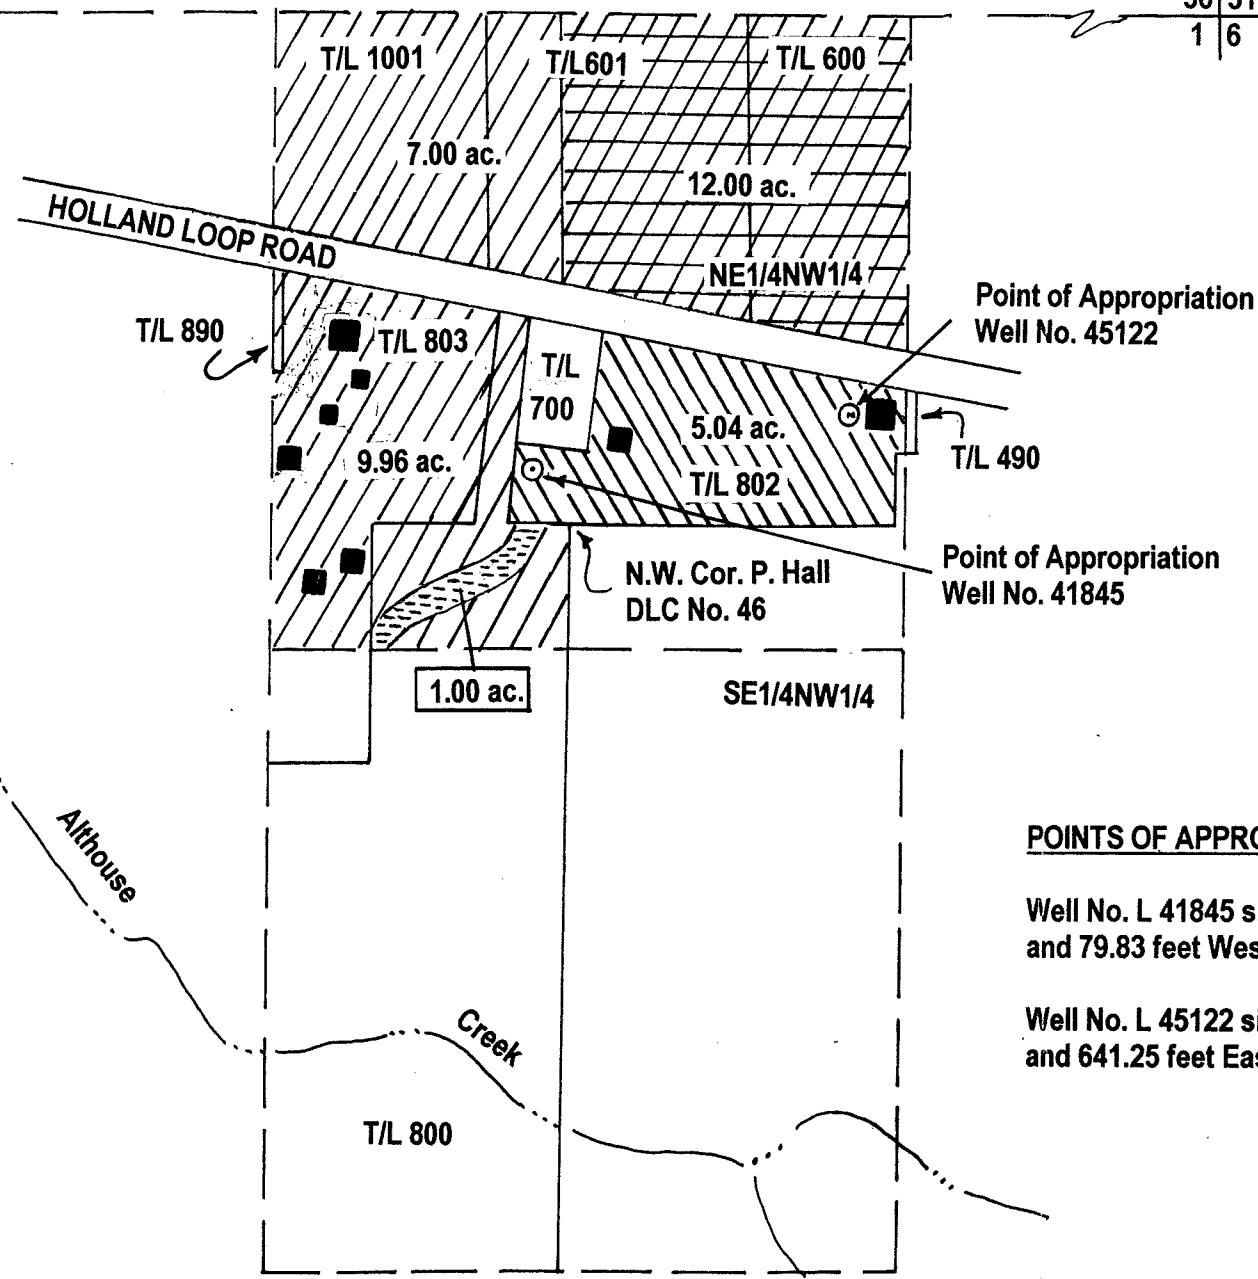 1 6
T/L 1001
T/L601
T/L 600
7.00 ac.
12.00 ac.
HOLLAND LOOP ROAD
NE1/4NW1/4
Point of Appropriation
Well No. 45122
T/L 890
T/L 803
T/L
700
5.04 ac.
9.96 ac.
T/L 802
T/L 490
Point of Appropriation
Well No. 41845
N.W. Cor. P. Hall
DLC No. 46
1.00 ac.
SE1/4NW1/4
Althouse
Creek
T/L 800
POINTS OF APPRO
Well No. L 41845 s
and 79.83 feet Wes
Well No. L 45122 si
and 641.25 feet Eas